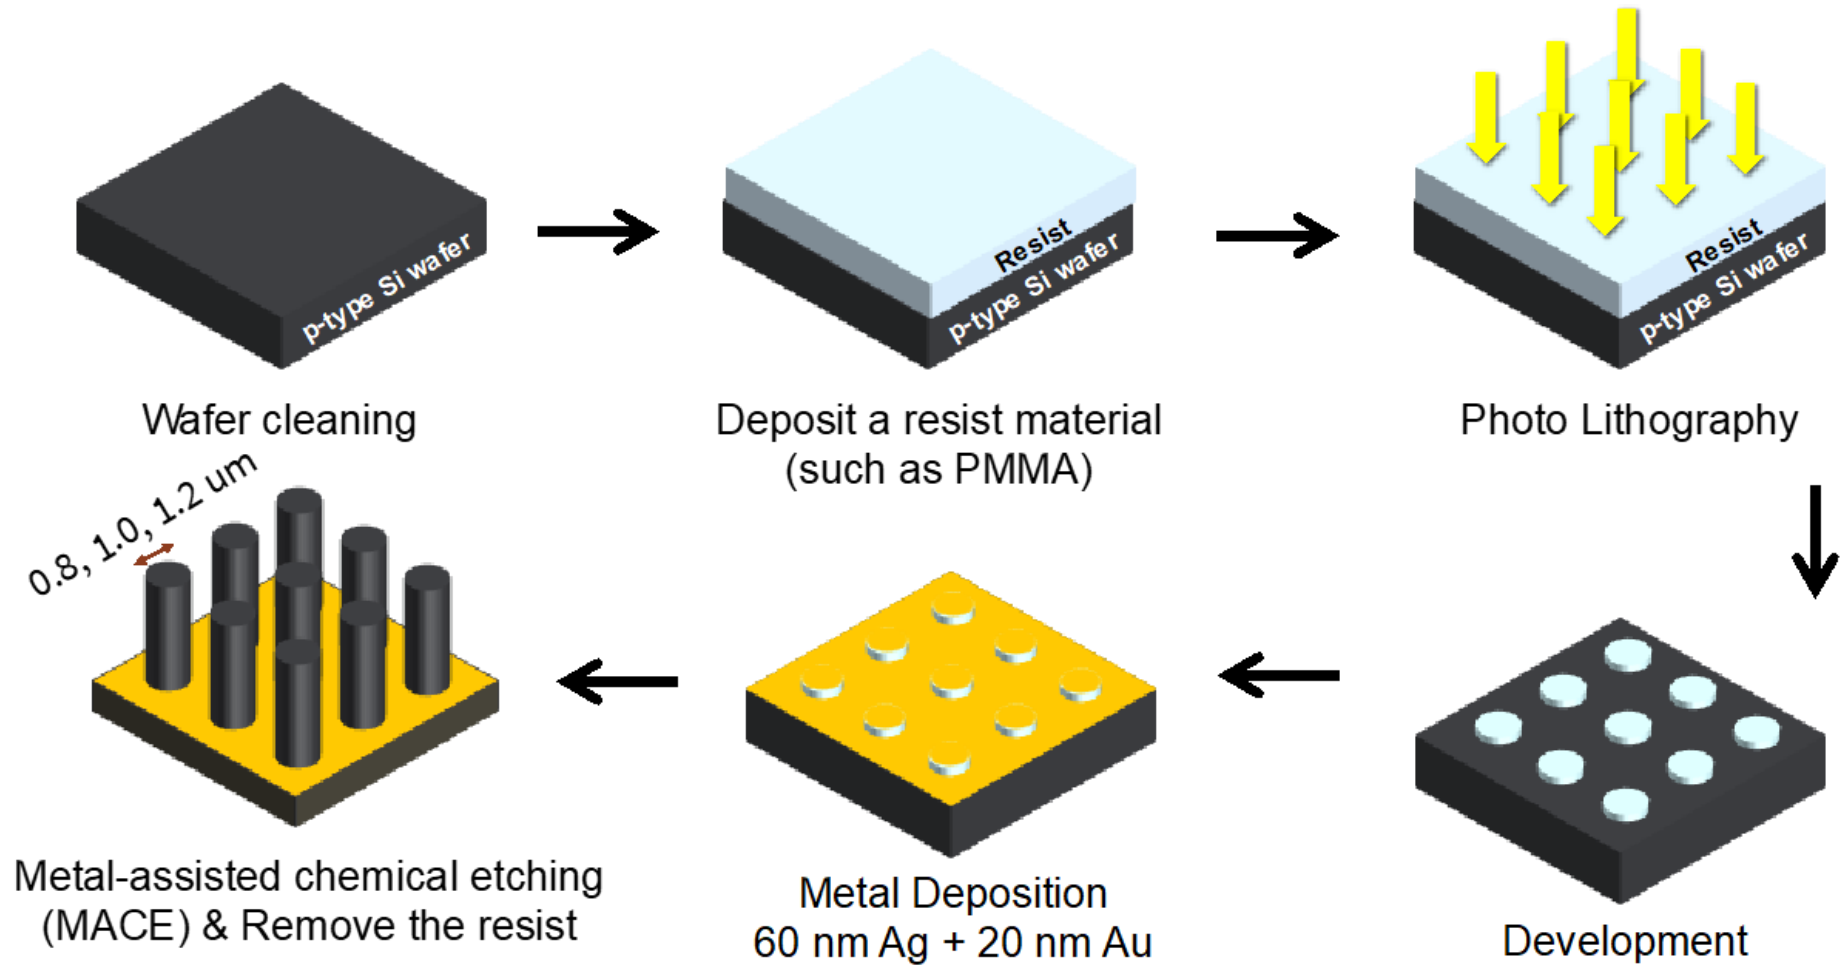 p-type Si wafer
Wafer cleaning
Resist
p-type Si wafer
Deposit a resist material
(such as PMMA)
Resist
p-type Si wafer
Photo Lithography
Development
Metal Deposition
60 nm Ag + 20 nm Au
0.8, 1.0, 1.2 um
Metal-assisted chemical etching
(MACE) & Remove the resist